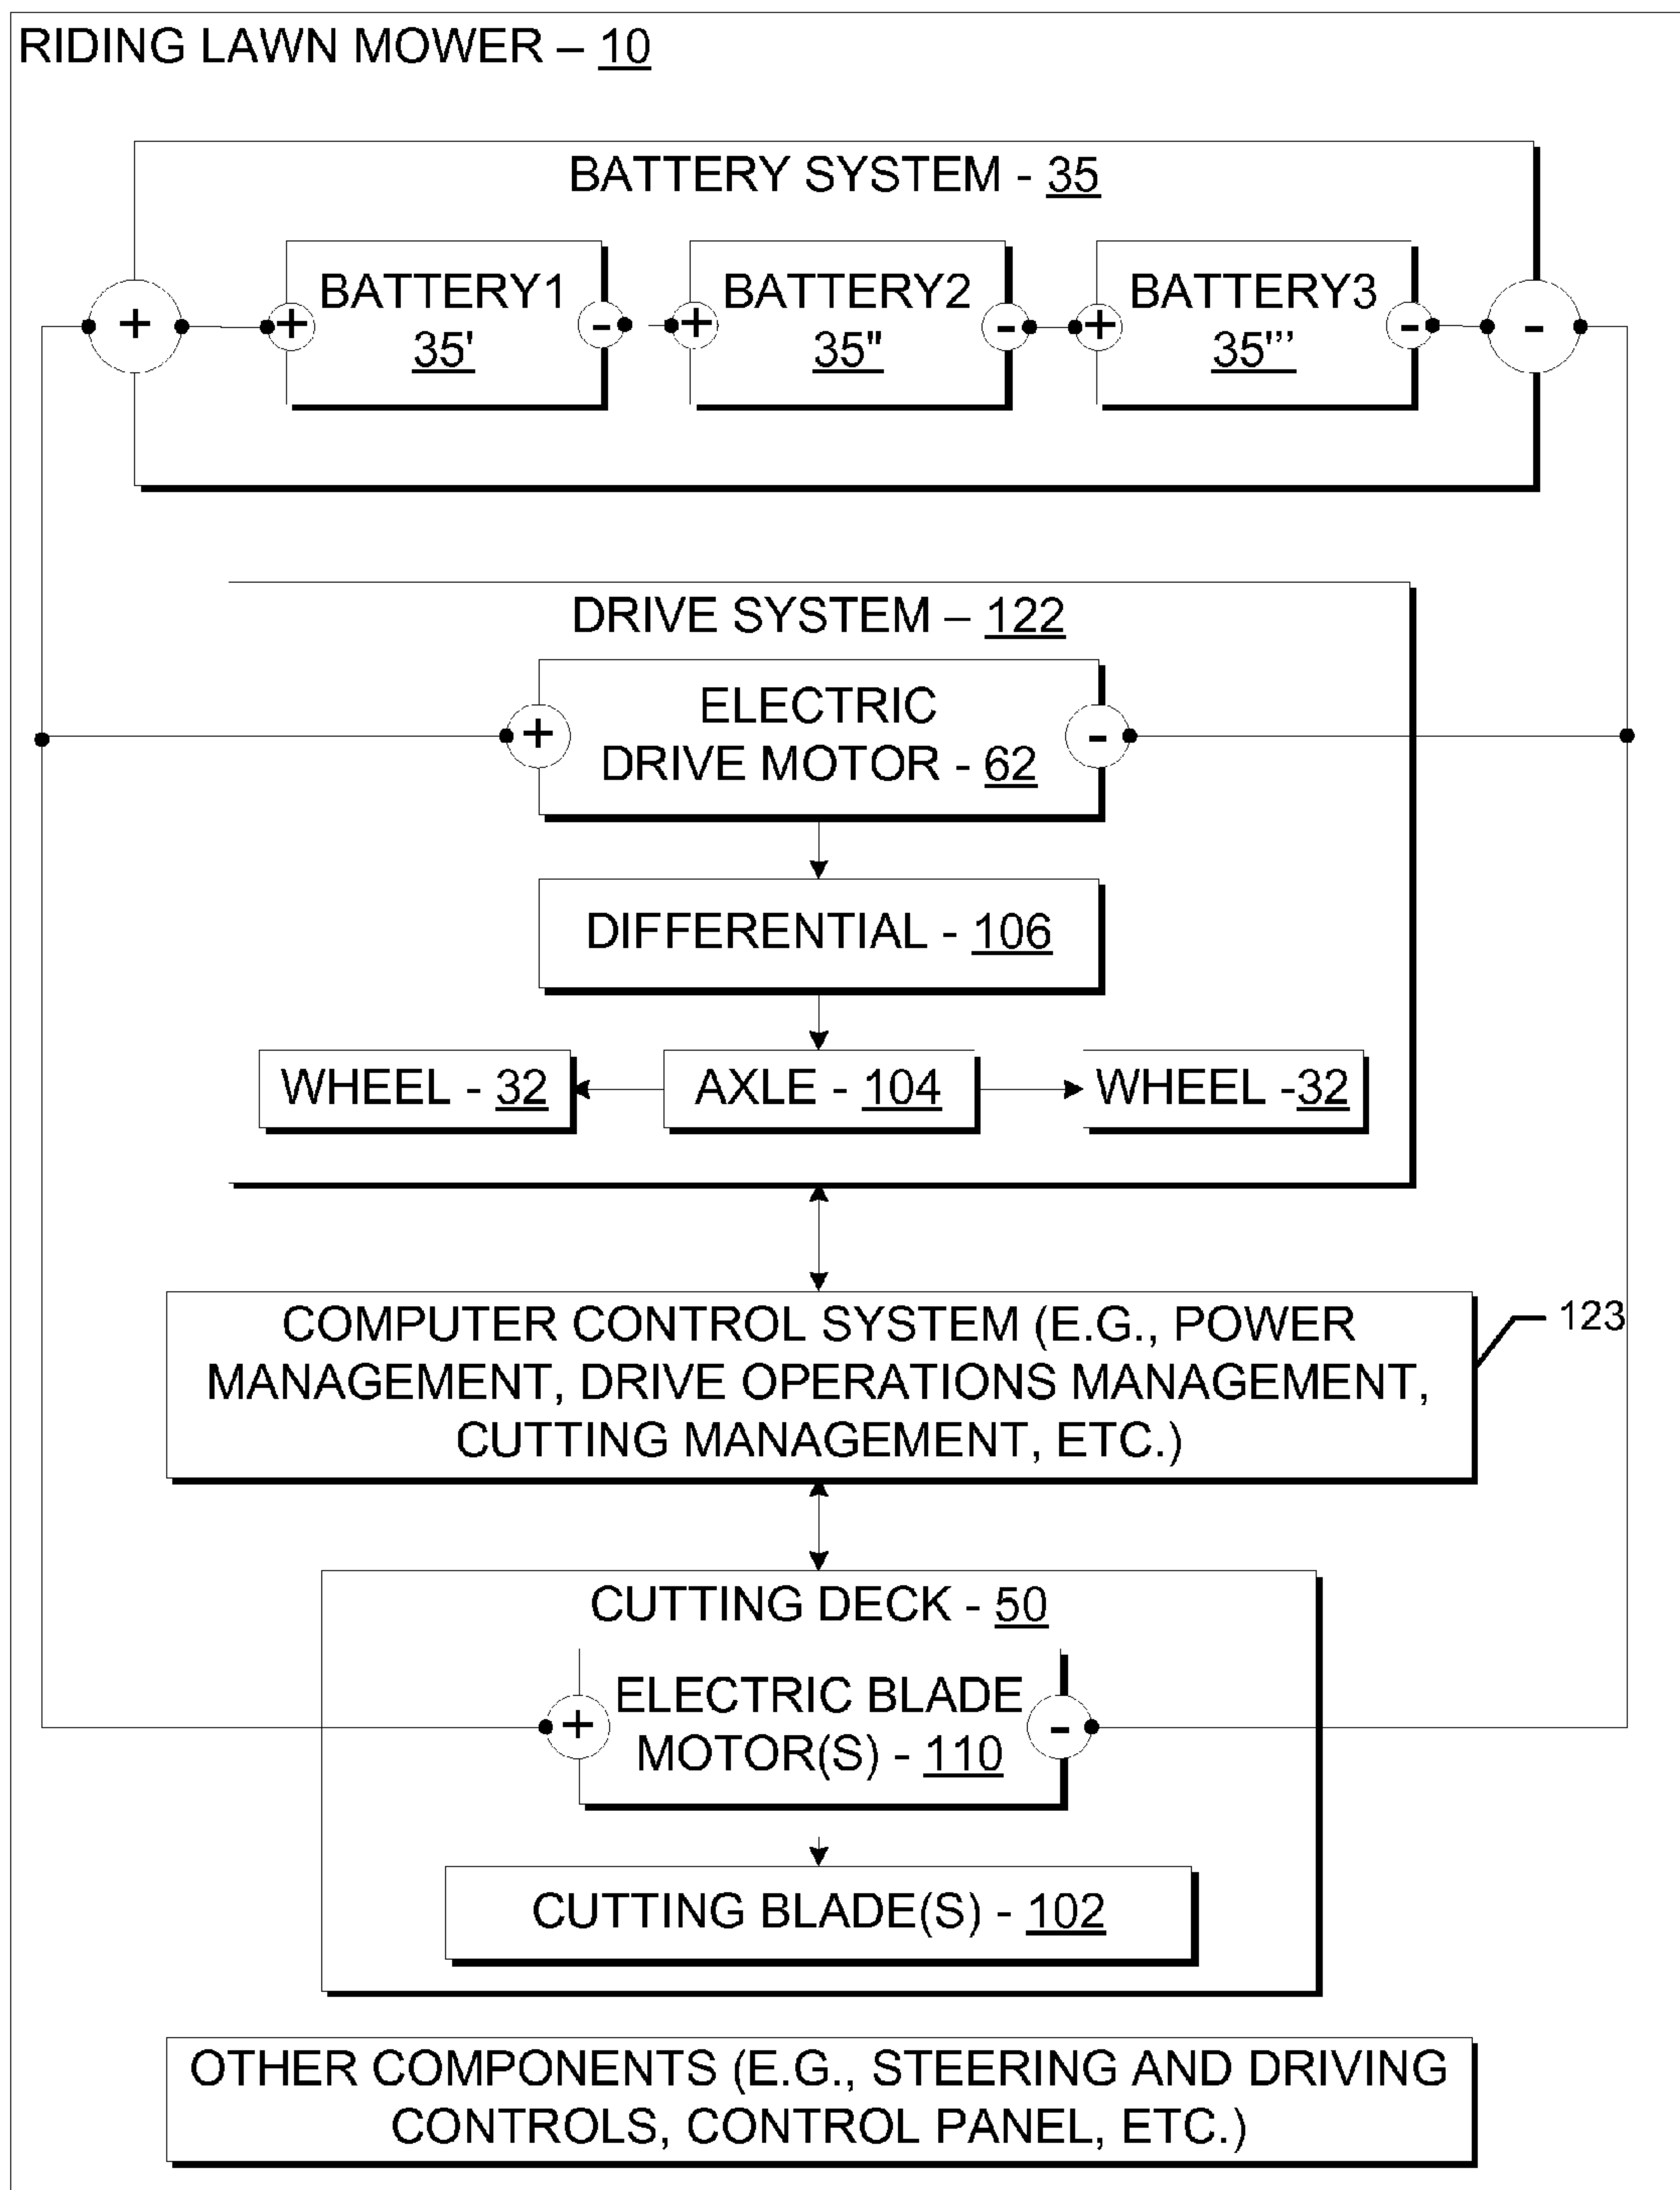 RIDING LAWN MOWER – 10
BATTERY SYSTEM - 35
+
-
BATTERY1
35'
+
-
BATTERY2
35"
+
-
BATTERY3
35'"
+
-
DRIVE SYSTEM – 122
ELECTRIC
DRIVE MOTOR - 62
+
-
DIFFERENTIAL - 106
WHEEL - 32
AXLE - 104
WHEEL -32
COMPUTER CONTROL SYSTEM (E.G., POWER
MANAGEMENT, DRIVE OPERATIONS MANAGEMENT,
CUTTING MANAGEMENT, ETC.)
123
CUTTING DECK - 50
ELECTRIC BLADE
MOTOR(S) - 110
+
-
CUTTING BLADE(S) - 102
OTHER COMPONENTS (E.G., STEERING AND DRIVING
CONTROLS, CONTROL PANEL, ETC.)